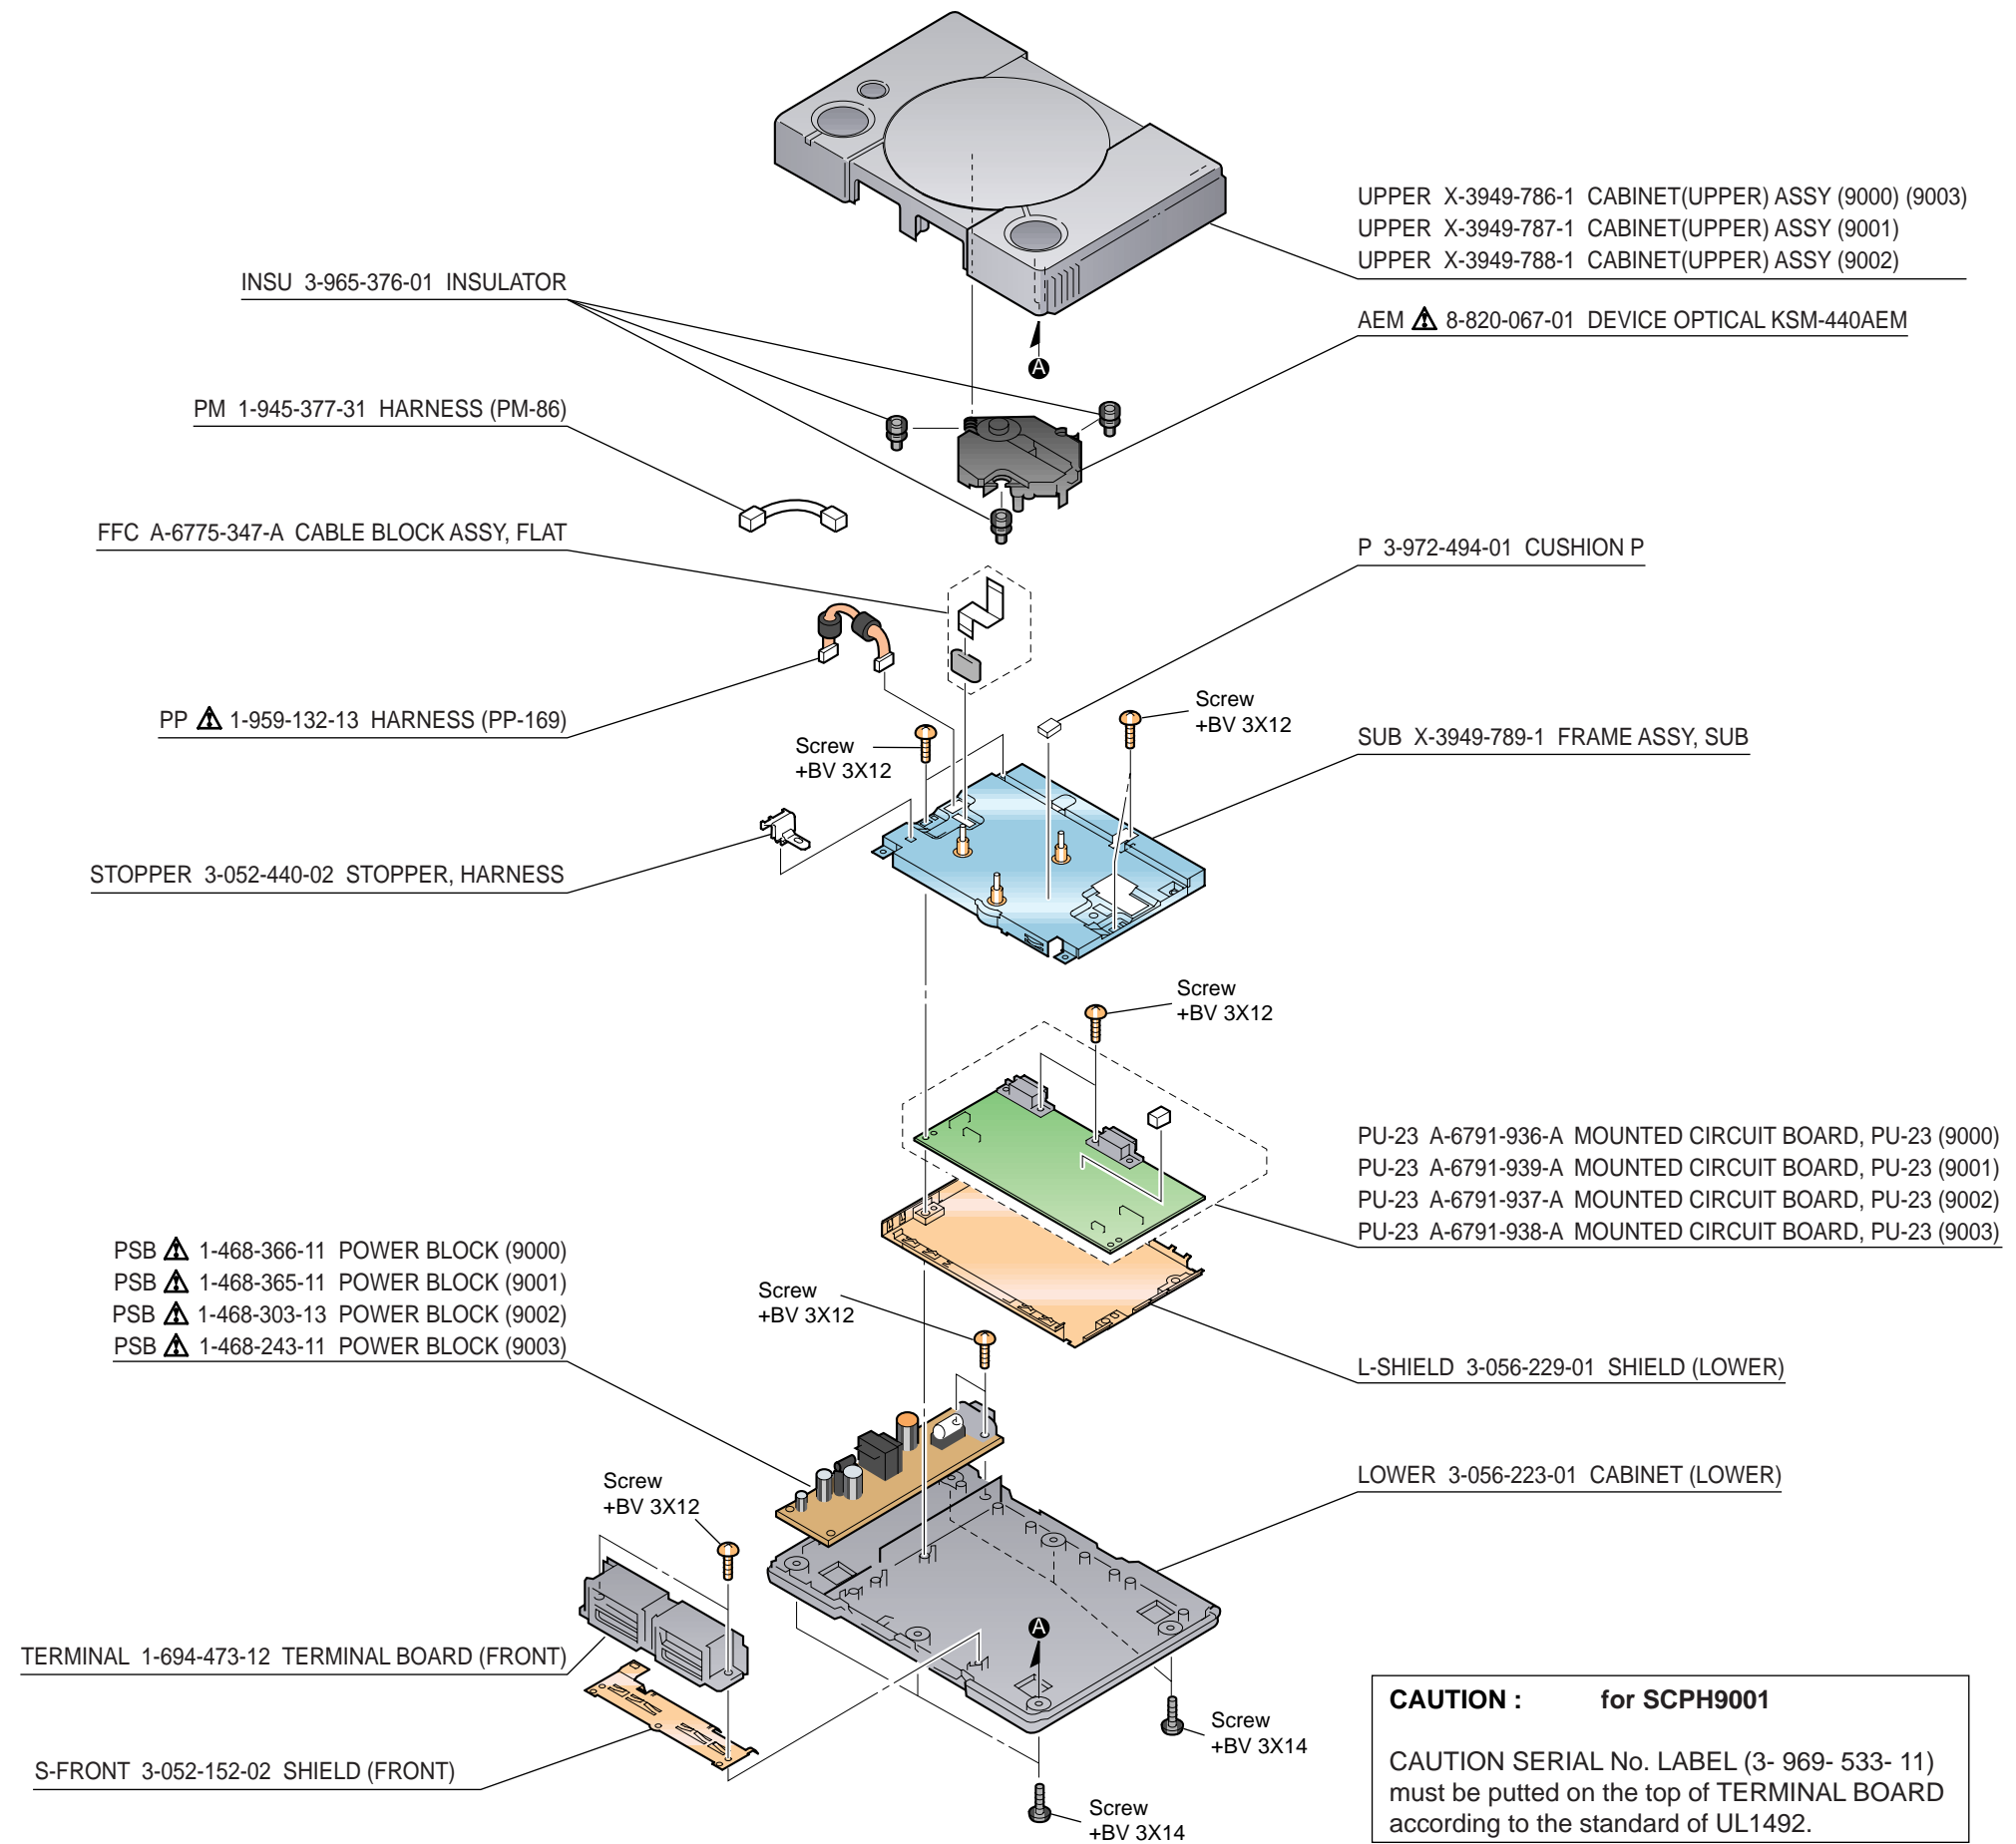 UPPER X-3949-786-1 CABINET(UPPER) ASSY (9000) (9003)
UPPER X-3949-787-1 CABINET(UPPER) ASSY (9001)
UPPER X-3949-788-1 CABINET(UPPER) ASSY (9002)
INSU 3-965-376-01 INSULATOR
AEM 8-820-067-01 DEVICE OPTICAL KSM-440AEM
A
PM 1-945-377-31 HARNESS (PM-86)
FFC A-6775-347-A CABLE BLOCK ASSY, FLAT
P 3-972-494-01 CUSHION P
PP 1-959-132-13 HARNESS (PP-169)
Screw
+BV 3X12
Screw
+BV 3X12
SUB X-3949-789-1 FRAME ASSY, SUB
STOPPER 3-052-440-02 STOPPER, HARNESS
Screw
+BV 3X12
PU-23 A-6791-936-A MOUNTED CIRCUIT BOARD, PU-23 (9000)
PU-23 A-6791-939-A MOUNTED CIRCUIT BOARD, PU-23 (9001)
PU-23 A-6791-937-A MOUNTED CIRCUIT BOARD, PU-23 (9002)
PU-23 A-6791-938-A MOUNTED CIRCUIT BOARD, PU-23 (9003)
PSB 1-468-366-11 POWER BLOCK (9000)
PSB 1-468-365-11 POWER BLOCK (9001)
PSB 1-468-303-13 POWER BLOCK (9002)
PSB 1-468-243-11 POWER BLOCK (9003)
Screw
+BV 3X12
L-SHIELD 3-056-229-01 SHIELD (LOWER)
LOWER 3-056-223-01 CABINET (LOWER)
Screw
+BV 3X12
A
TERMINAL 1-694-473-12 TERMINAL BOARD (FRONT)
S-FRONT 3-052-152-02 SHIELD (FRONT)
Screw
+BV 3X14
Screw
+BV 3X14
CAUTION : for SCPH9001
CAUTION SERIAL No. LABEL (3- 969- 533- 11)
must be putted on the top of TERMINAL BOARD
according to the standard of UL1492.